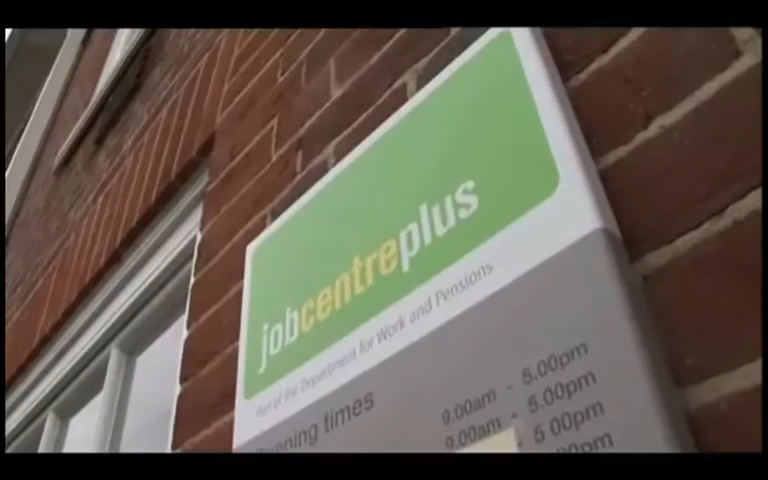 jobcentreplus
Part of the Department for Work and Pensions
Opening times
9.00am - 5.00pm
9.00am - 5.00pm
5 00pm
00pm